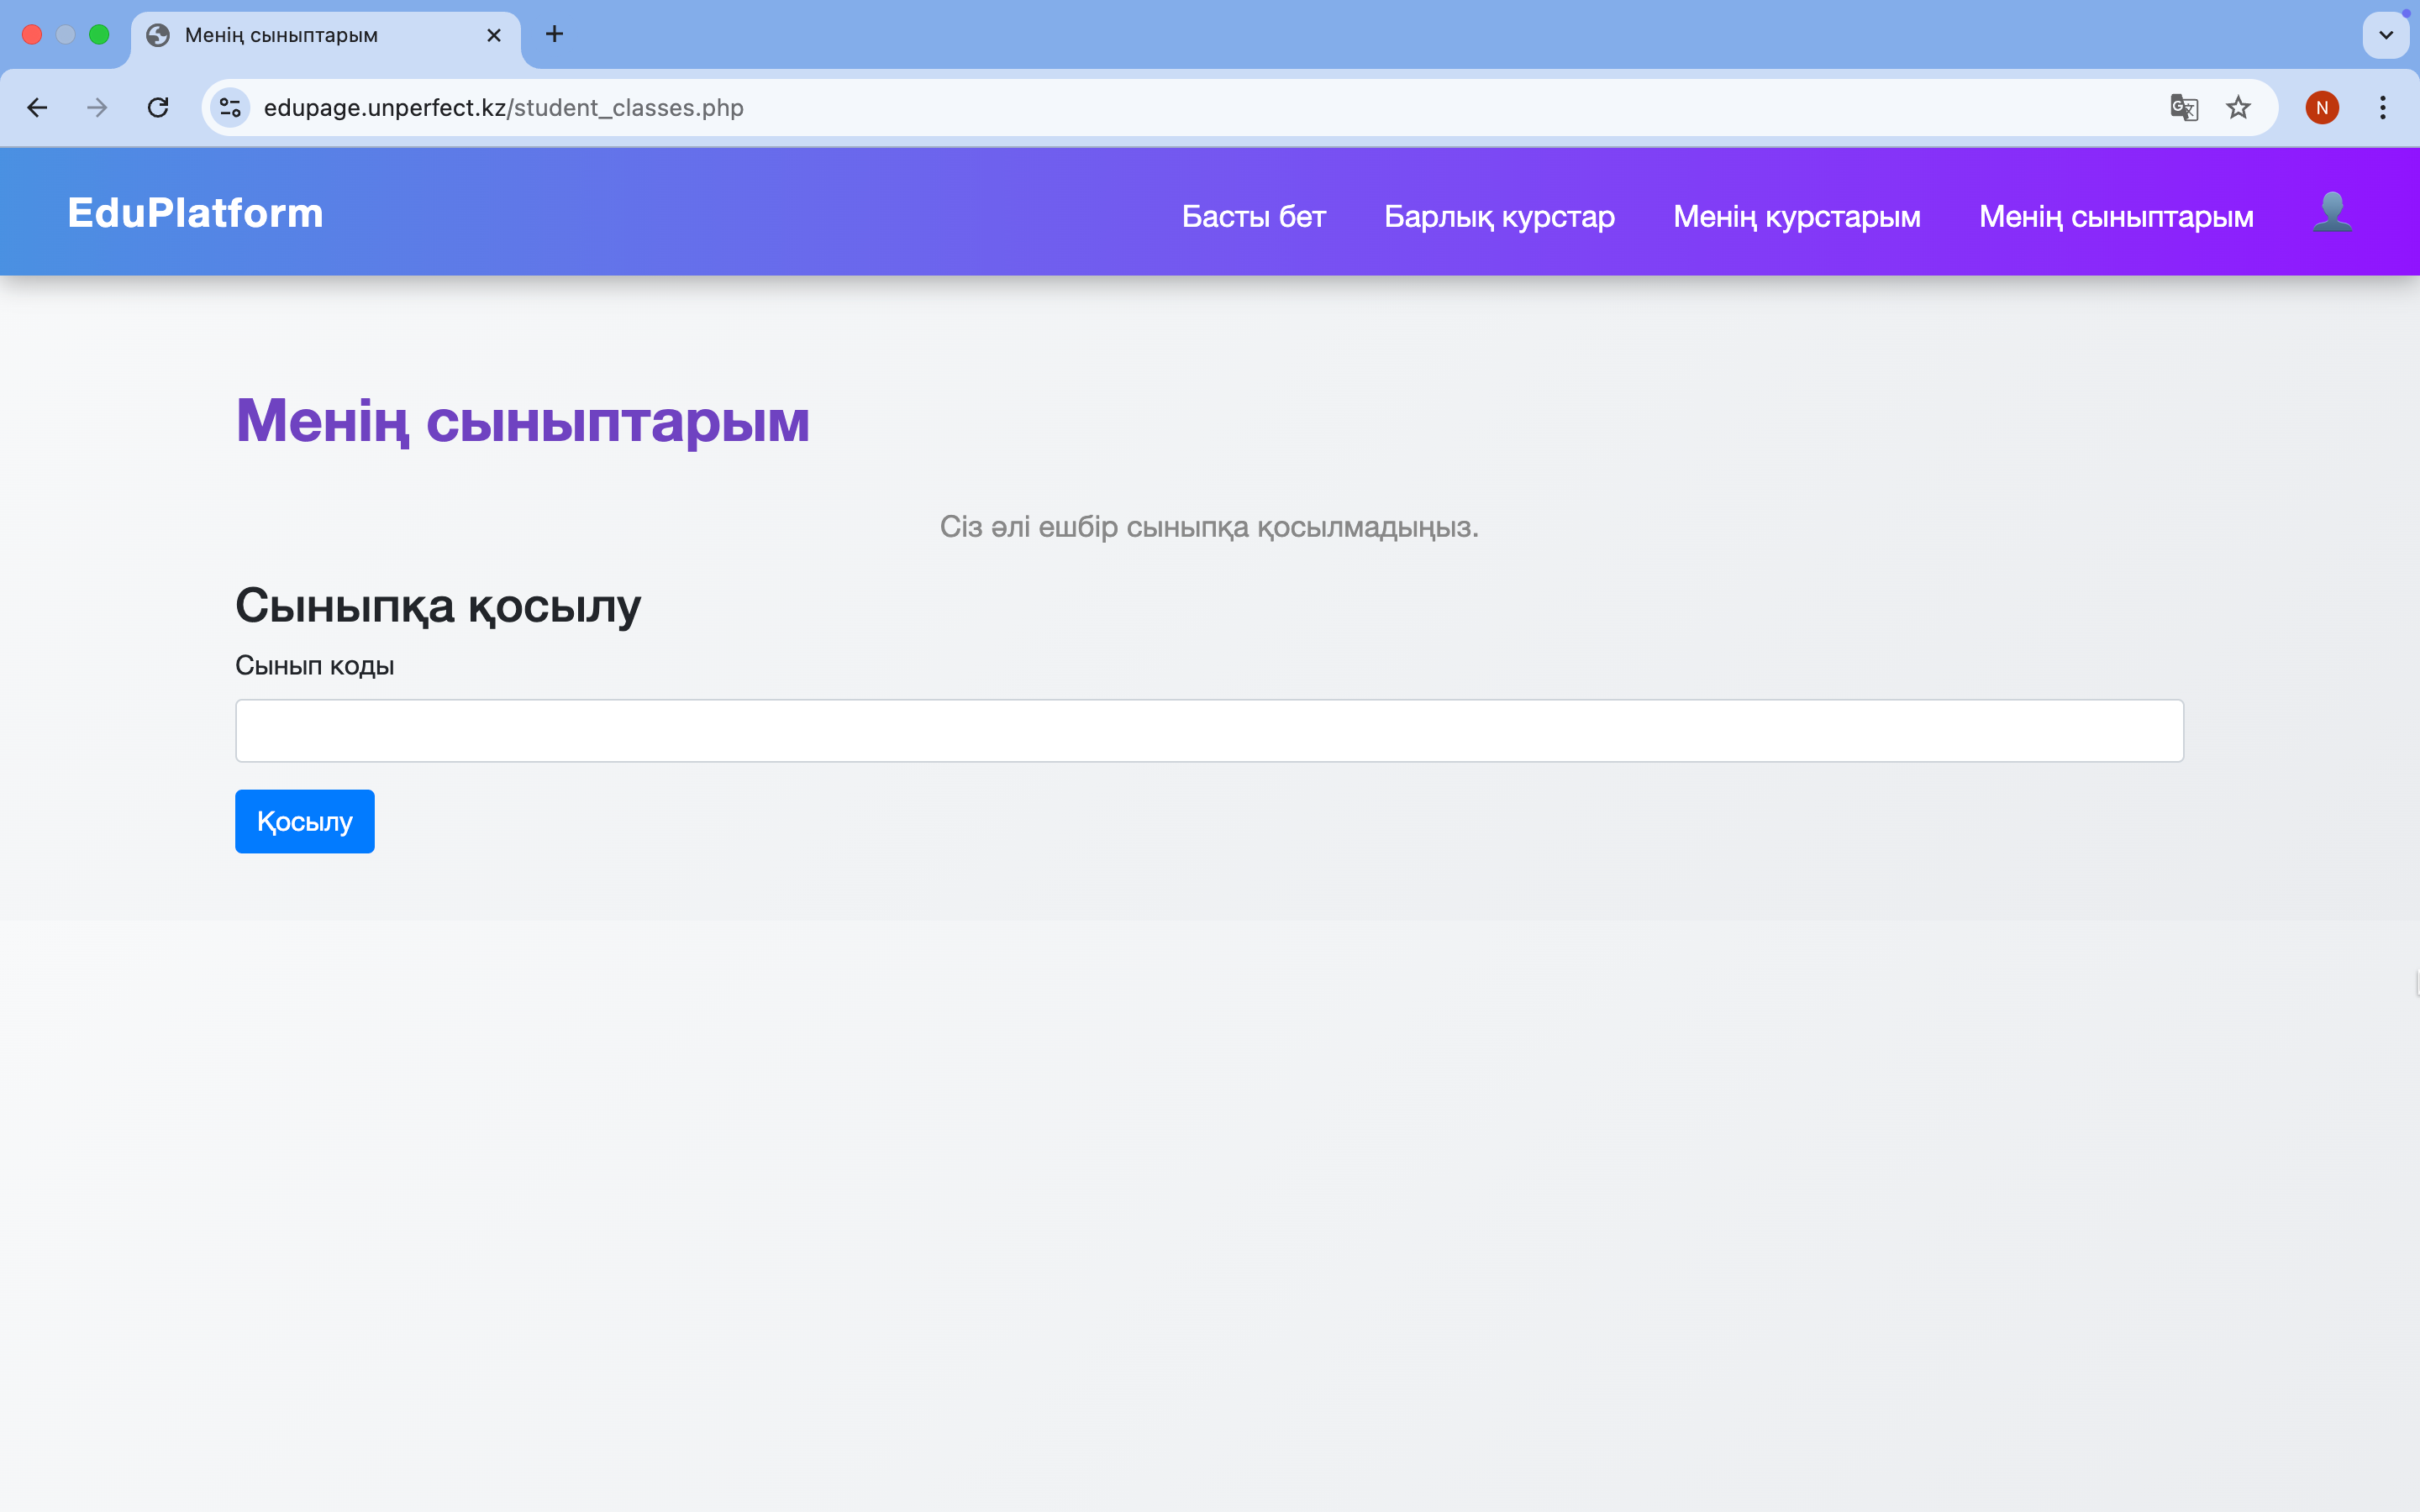 Менің сыныптарым
edupage.unperfect.kz/student_classes.php
N
EduPlatform
Басты бет
Барлық курстар
Менің курстарым
Менің сыныптарым
Менің сыныптарым
Сіз әлі ешбір сыныпқа қосылмадыңыз.
Сыныпқа қосылу
Сынып коды
Қосылу